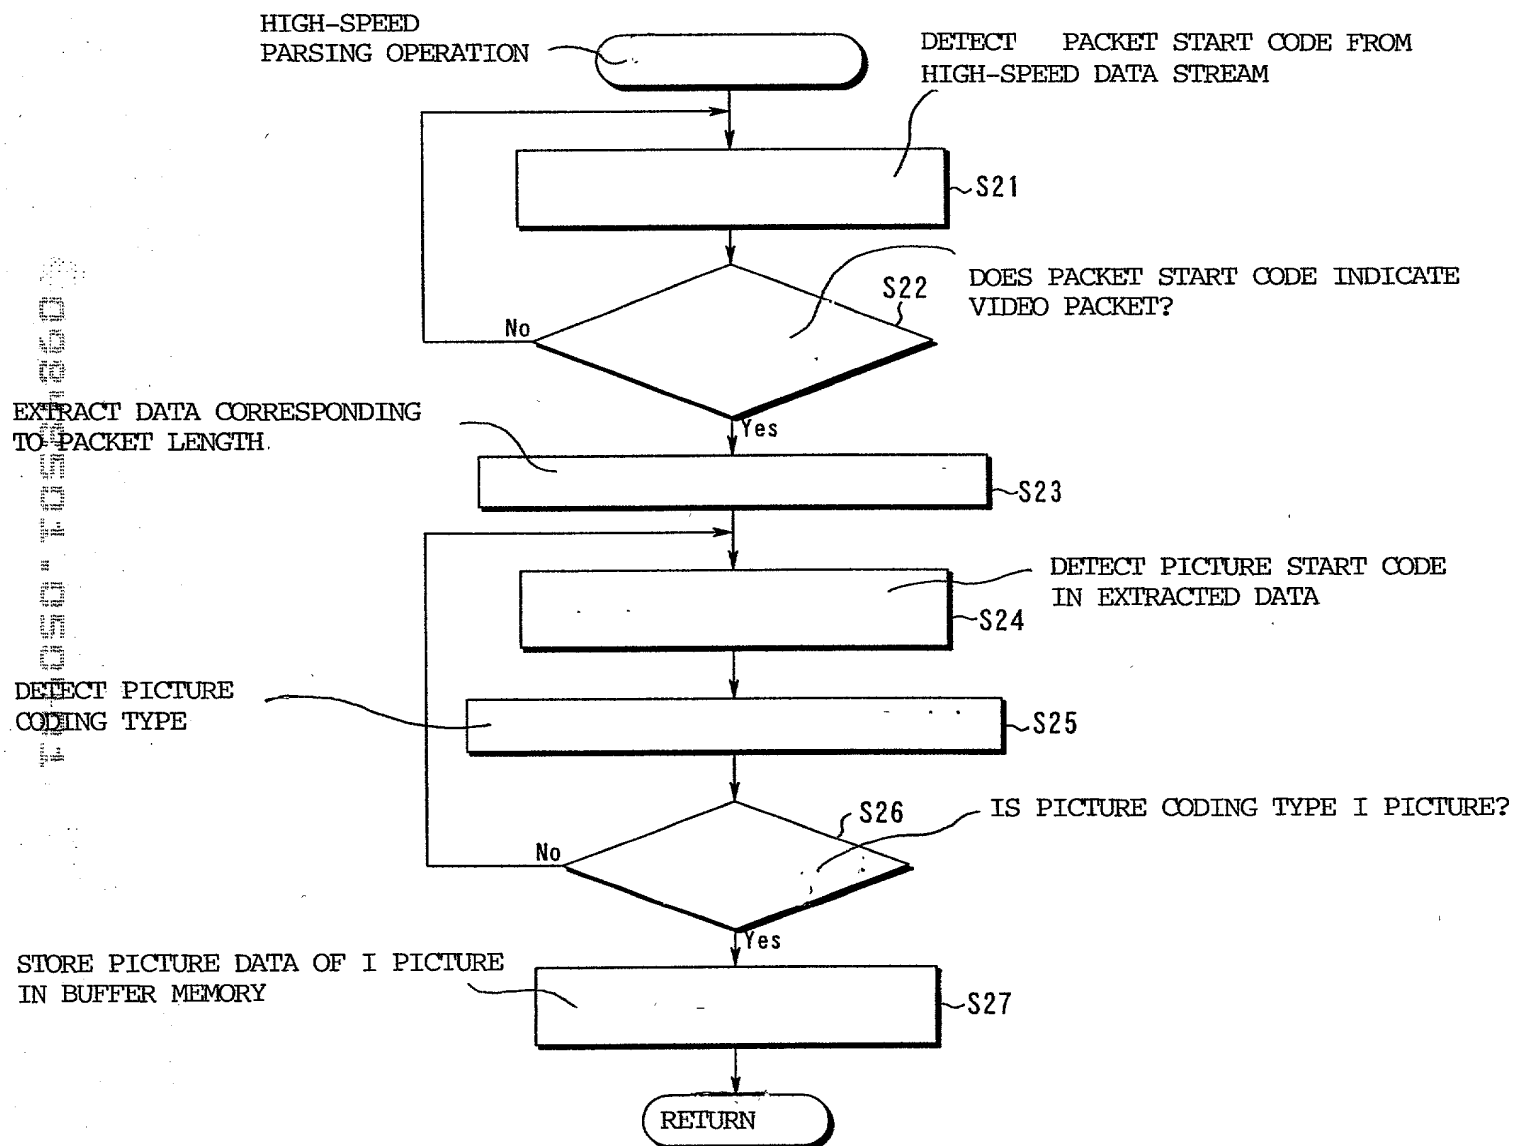 HIGH-SPEED
PARSING OPERATION
DETECT PACKET START CODE FROM
HIGH-SPEED DATA STREAM
S21
DOES PACKET START CODE INDICATE
VIDEO PACKET?
S22
No
Yes
EXTRACT DATA CORRESPONDING
TO PACKET LENGTH
S23
DETECT PICTURE START CODE
IN EXTRACTED DATA
S24
DETECT PICTURE
CODING TYPE
S25
IS PICTURE CODING TYPE I PICTURE?
S26
No
Yes
STORE PICTURE DATA OF I PICTURE
IN BUFFER MEMORY
S27
RETURN